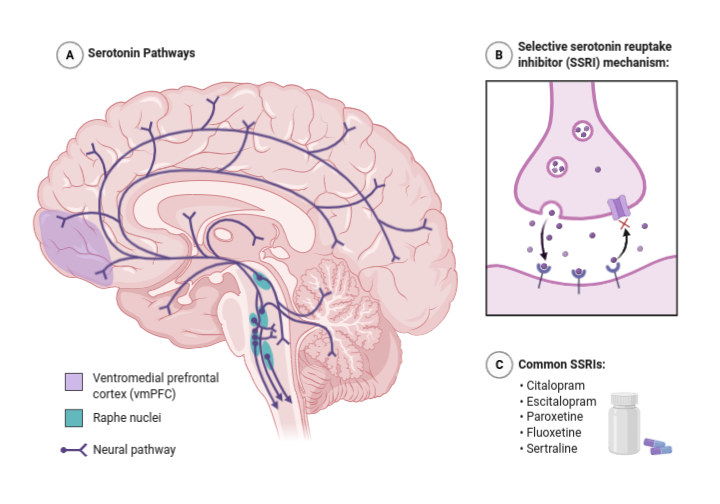 A Serotonin Pathways
B Selective serotonin reuptake
inhibitor (SSRI) mechanism:
Ventromedial prefrontal
cortex (vmPFC)
Raphe nuclei
Neural pathway
C Common SSRIs:
• Citalopram
• Escitalopram
• Paroxetine
• Fluoxetine
• Sertraline